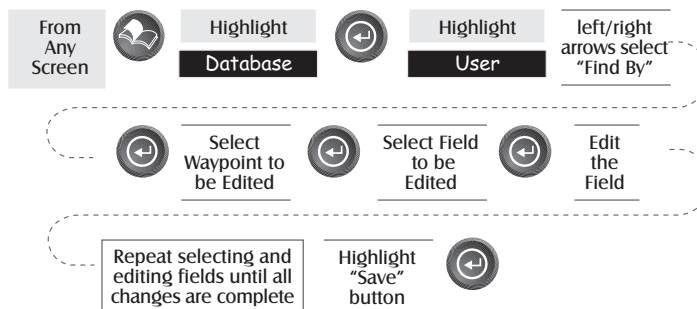 From
Any
Screen
Highlight
Database
Highlight
User
left/right
arrows select
“Find By”
Select
Waypoint to
be Edited
Select Field
to be
Edited
Edit
the
Field
Repeat selecting and
editing fields until all
changes are complete
Highlight
“Save”
button